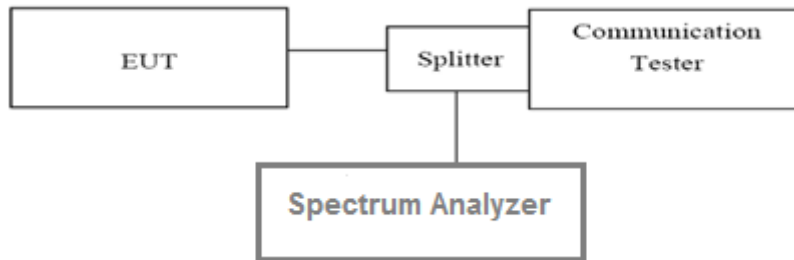 EUT
Splitter
Communication
Tester
Spectrum Analyzer